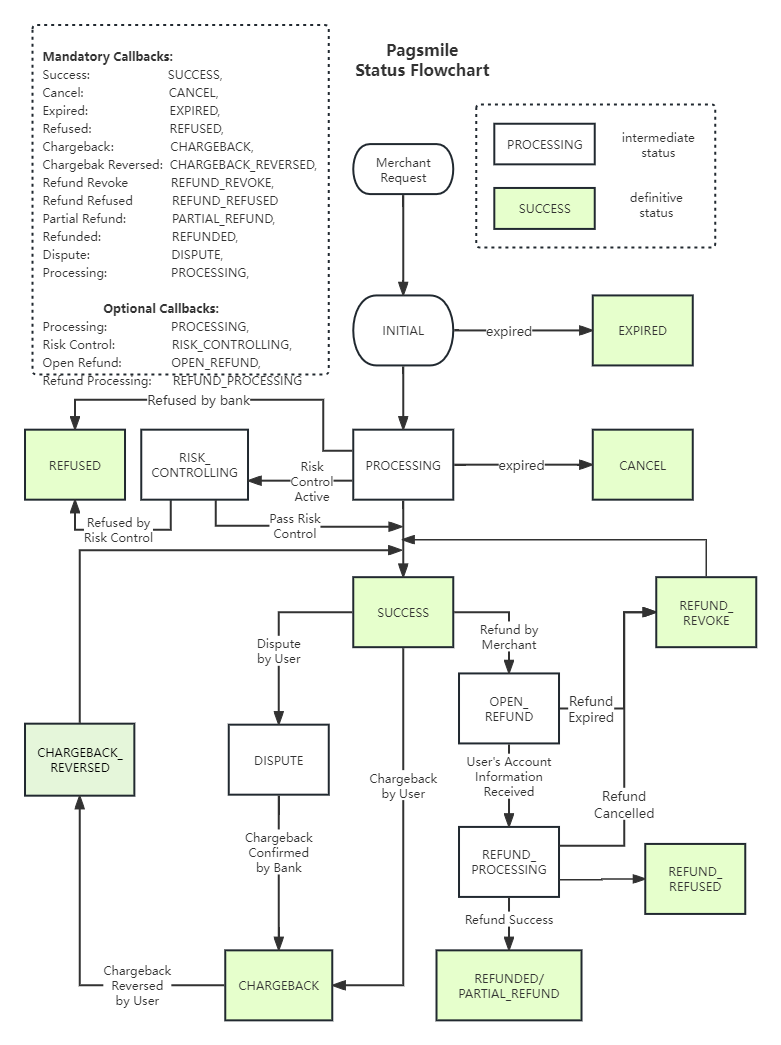 Pagsmile
Status Flowchart
Mandatory Callbacks:
Success: SUCCESS,
Cancel: CANCEL,
Expired: EXPIRED,
Refused: REFUSED,
Chargeback: CHARGEBACK,
Chargebak Reversed: CHARGEBACK_REVERSED,
Refund Revoke REFUND_REVOKE,
Refund Refused REFUND_REFUSED
Partial Refund: PARTIAL_REFUND,
Refunded: REFUNDED,
Dispute: DISPUTE,
Processing: PROCESSING,
Optional Callbacks:
Processing: PROCESSING,
Risk Control: RISK_CONTROLLING,
Open Refund: OPEN_REFUND,
Refund Processing: REFUND_PROCESSING
PROCESSING
intermediate
status
SUCCESS
definitive
status
Merchant
Request
INITIAL
expired
EXPIRED
Refused by bank
REFUSED
RISK_
CONTROLLING
Risk
Control
Active
PROCESSING
expired
CANCEL
Refused by
Risk Control
Pass Risk
Control
SUCCESS
REFUND_
REVOKE
Dispute
by User
Refund by
Merchant
OPEN_
REFUND
Refund
Expired
CHARGEBACK_
REVERSED
DISPUTE
Chargeback
by User
User's Account
Information
Received
Refund
Cancelled
Chargeback
Confirmed
by Bank
REFUND_
PROCESSING
REFUND_
REFUSED
Refund Success
Chargeback
Reversed
by User
CHARGEBACK
REFUNDED/
PARTIAL_REFUND